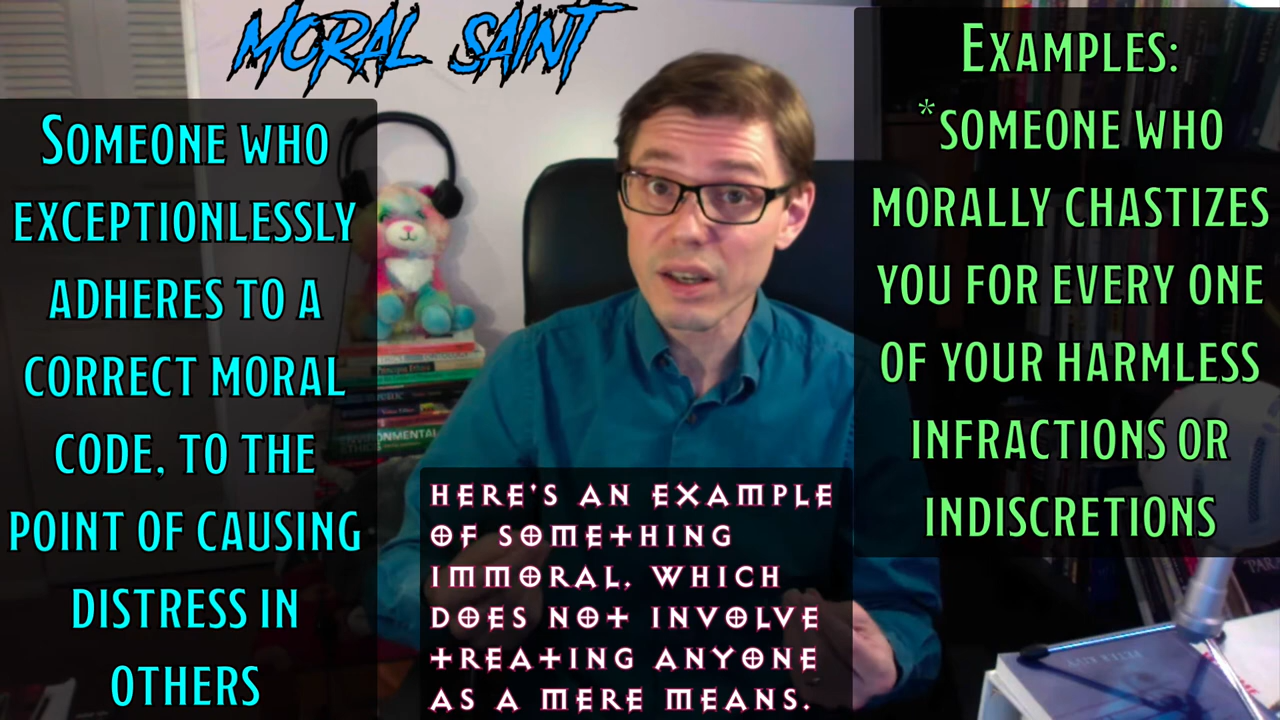 MORAL SAINT
SOMEONE WHO
EXCEPTIONLESSLY
ADHERES TO A
CORRECT MORAL
CODE, TO THE
POINT OF CAUSING
DISTRESS IN
OTHERS
EXAMPLES:
*SOMEONE WHO
MORALLY CHASTIZES
YOU FOR EVERY ONE
OF YOUR HARMLESS
INFRACTIONS OR
INDISCRETIONS
HERE'S AN EXAMPLE
OF SOMETHING
IMMORAL, WHICH
DOES NOT INVOLVE
TREATING ANYONE
AS A MERE MEANS.
ENVIRONMENTAL
ETHICS